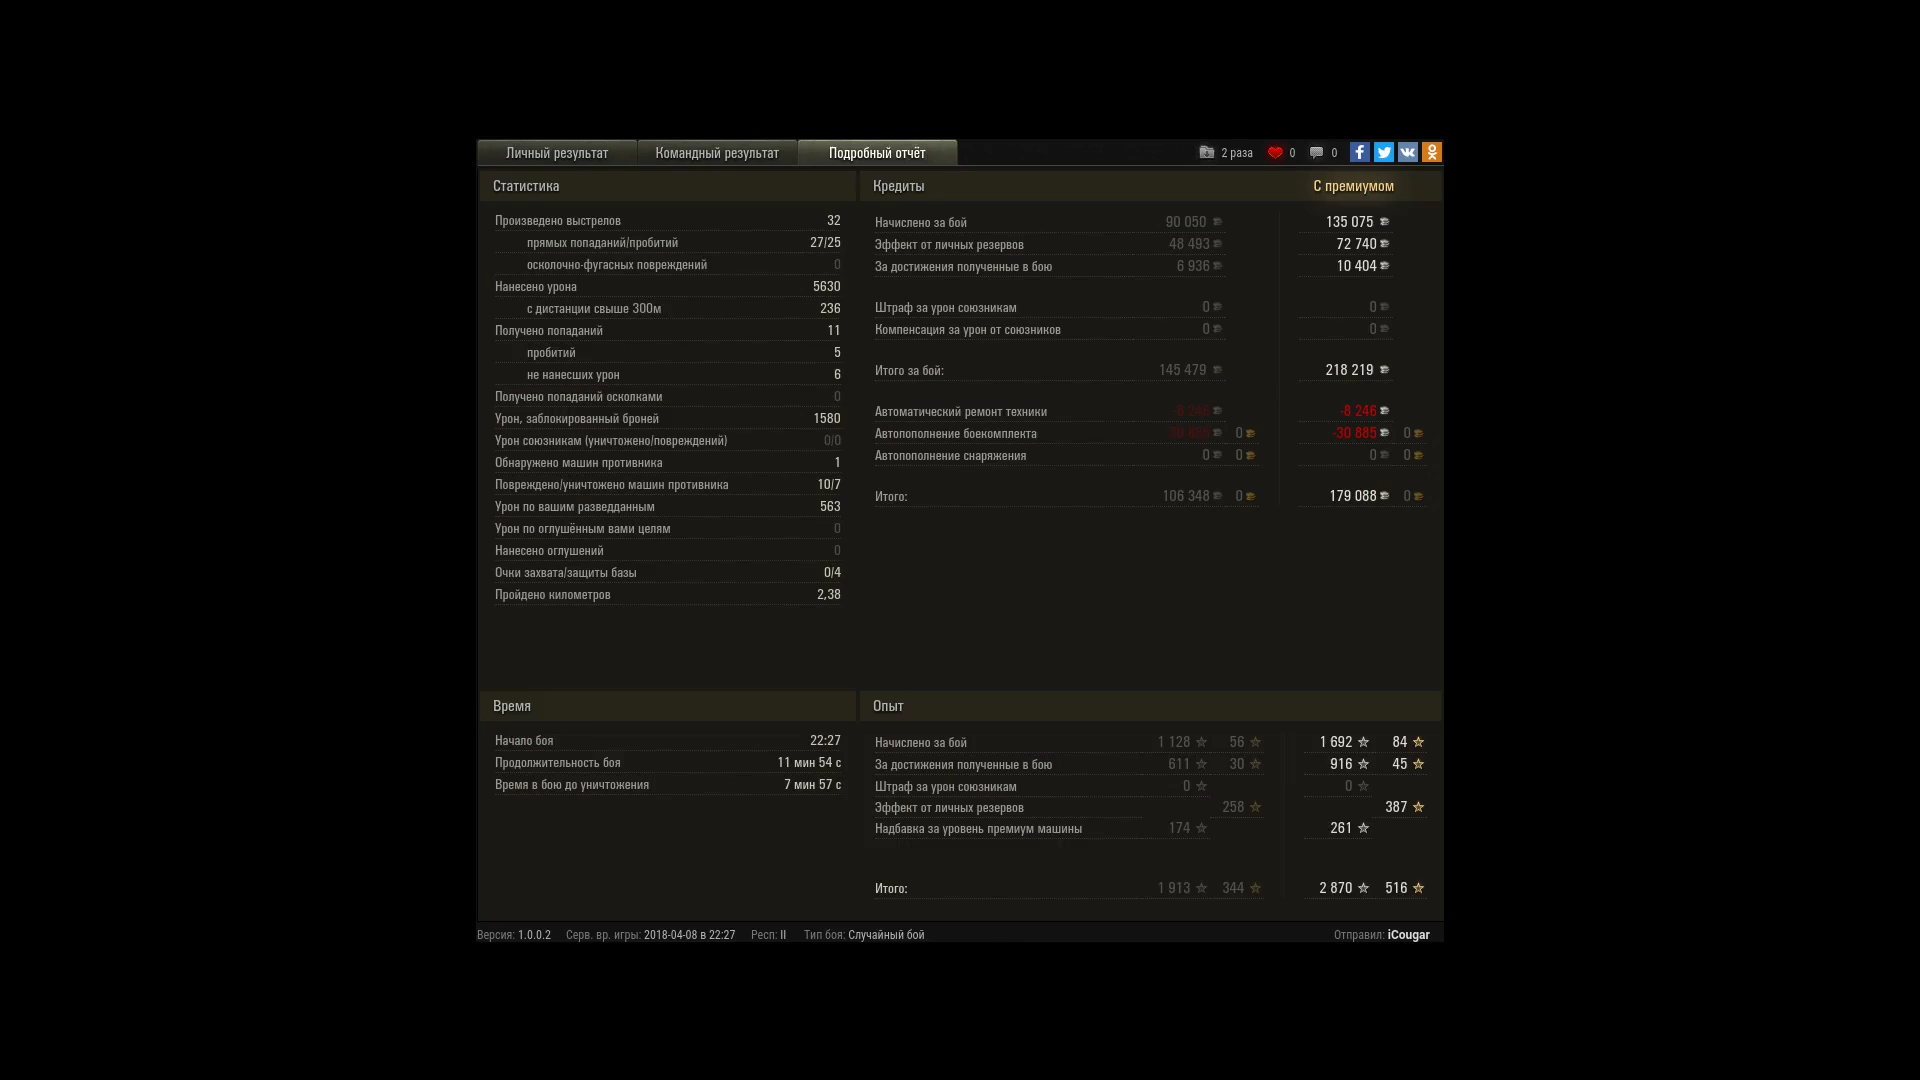 Личный результат Командный результат Подробный отчёт 2 раза 0 0
Статистика
Произведено выстрелов 32
прямых попаданий/пробитий 27/25
осколочно-фугасных повреждений 0
Нанесено урона 5630
с дистанции свыше 300м 236
Получено попаданий 11
пробитий 5
не нанесших урон 6
Получено попаданий осколками 0
Урон, заблокированный броней 1580
Урон союзникам (уничтожено/повреждений) 0/0
Обнаружено машин противника 1
Повреждено/уничтожено машин противника 10/7
Урон по вашим разведданным 563
Урон по оглушённым вами целям 0
Нанесено оглушений 0
Очки захвата/защиты базы 0/4
Пройдено километров 2,38
Кредиты С премиумом
Начислено за бой 90 050 135 075
Эффект от личных резервов 48 493 72 740
За достижения полученные в бою 6 936 10 404
Штраф за урон союзникам 0 0
Компенсация за урон от союзников 0 0
Итого за бой: 145 479 218 219
Автоматический ремонт техники -8 246 -8 246
Автопополнение боекомплекта 0 -30 885 0
Автопополнение снаряжения 0 0 0 0
Итого: 106 348 0 179 088 0
Время
Начало боя 22:27
Продолжительность боя 11 мин 54 с
Время в бою до уничтожения 7 мин 57 с
Опыт
Начислено за бой 1 128 56 1 692 84
За достижения полученные в бою 611 30 916 45
Штраф за урон союзникам 0 0
Эффект от личных резервов 258 387
Надбавка за уровень премиум машины 174 261
Итого: 1 913 344 2 870 516
Версия: 1.0.0.2 Серв. вр. игры: 2018-04-08 в 22:27 Респ: II Тип боя: Случайный бой Отправил: iCougar